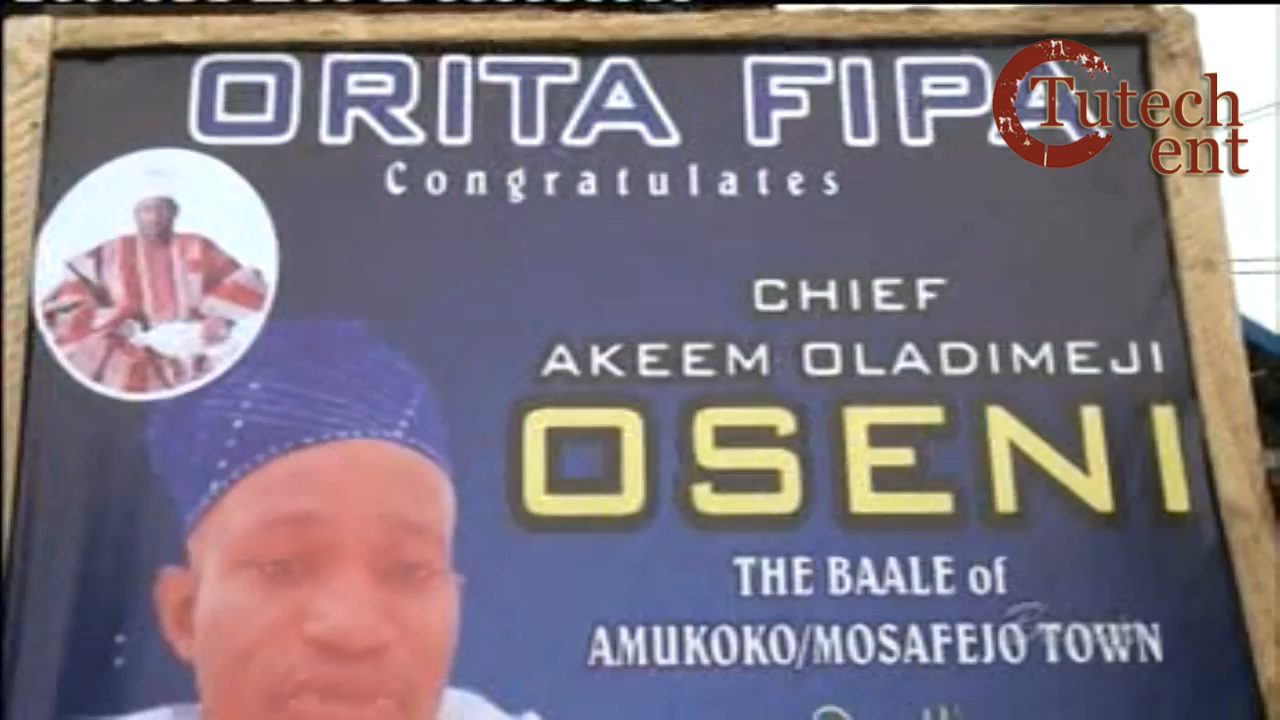 ORITA FIPA
Congratulates
CHIEF
AKEEM OLADIMEJI
OSENI
THE BAALE of
AMUKOKO/MOSAFEJO TOWN
Tutech
ent